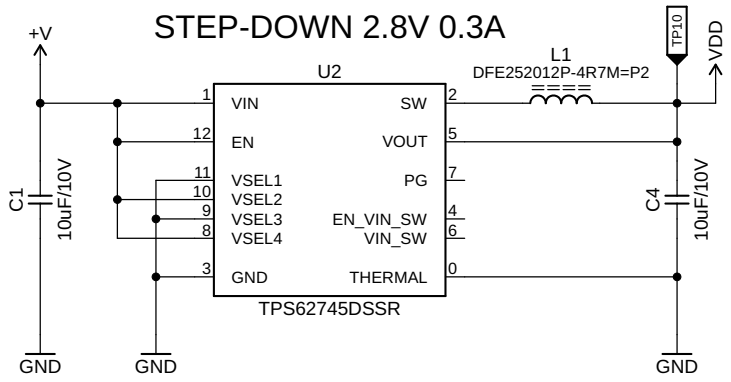 STEP-DOWN 2.8V 0.3A
+V
TP10
VDD
L1
DFE252012P-4R7M=P2
U2
1 VIN SW 2
12 EN VOUT 5
11 VSEL1 PG 7
10 VSEL2
9 VSEL3 EN_VIN_SW 4
8 VSEL4 VIN_SW 6
3 GND THERMAL 0
TPS62745DSSR
C1
10uF/10V
C4
10uF/10V
GND
GND
GND